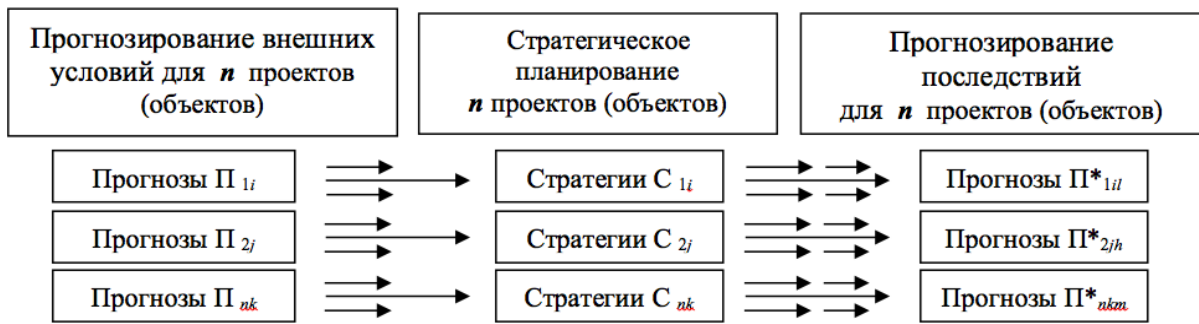 Прогнозирование внешних
условий для n проектов
(объектов)
Стратегическое
планирование
n проектов (объектов)
Прогнозирование
последствий
для n проектов (объектов)
Прогнозы П 1i
Стратегии С 1i
Прогнозы П*1il
Прогнозы П 2j
Стратегии С 2j
Прогнозы П*2jh
Прогнозы П nk
Стратегии С nk
Прогнозы П*nkm